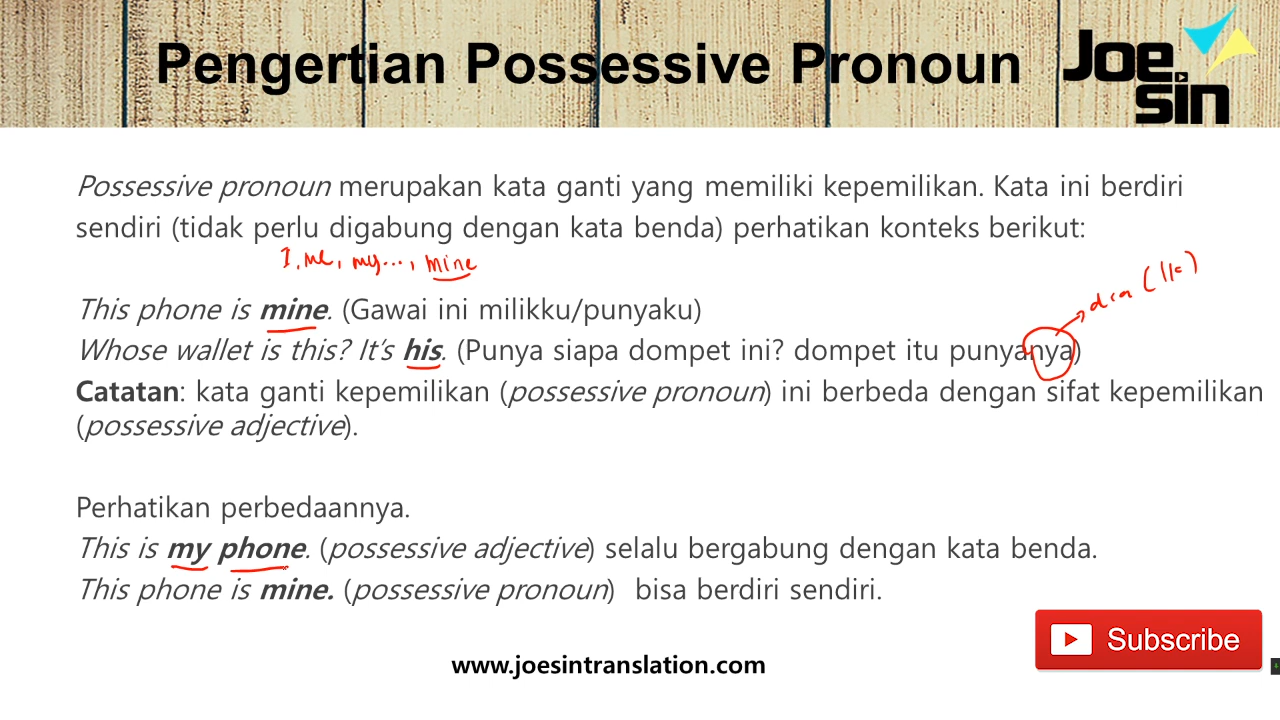 Pengertian Possessive Pronoun
Joe
sin
Possessive pronoun merupakan kata ganti yang memiliki kepemilikan. Kata ini berdiri
sendiri (tidak perlu digabung dengan kata benda) perhatikan konteks berikut:
I, me, my..., mine
dia (lk)
This phone is mine. (Gawai ini milikku/punyaku)
Whose wallet is this? It’s his. (Punya siapa dompet ini? dompet itu punyanya)
Catatan: kata ganti kepemilikan (possessive pronoun) ini berbeda dengan sifat kepemilikan
(possessive adjective).
Perhatikan perbedaannya.
This is my phone. (possessive adjective) selalu bergabung dengan kata benda.
This phone is mine. (possessive pronoun) bisa berdiri sendiri.
Subscribe
www.joesintranslation.com